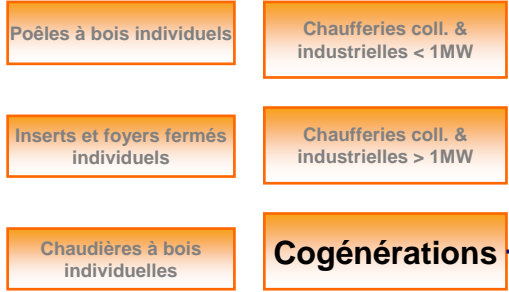 Poêles à bois individuels
Chaufferies coll. &
industrielles < 1MW
Inserts et foyers fermés
individuels
Chaufferies coll. &
industrielles > 1MW
Chaudières à bois
individuelles
Cogénérations